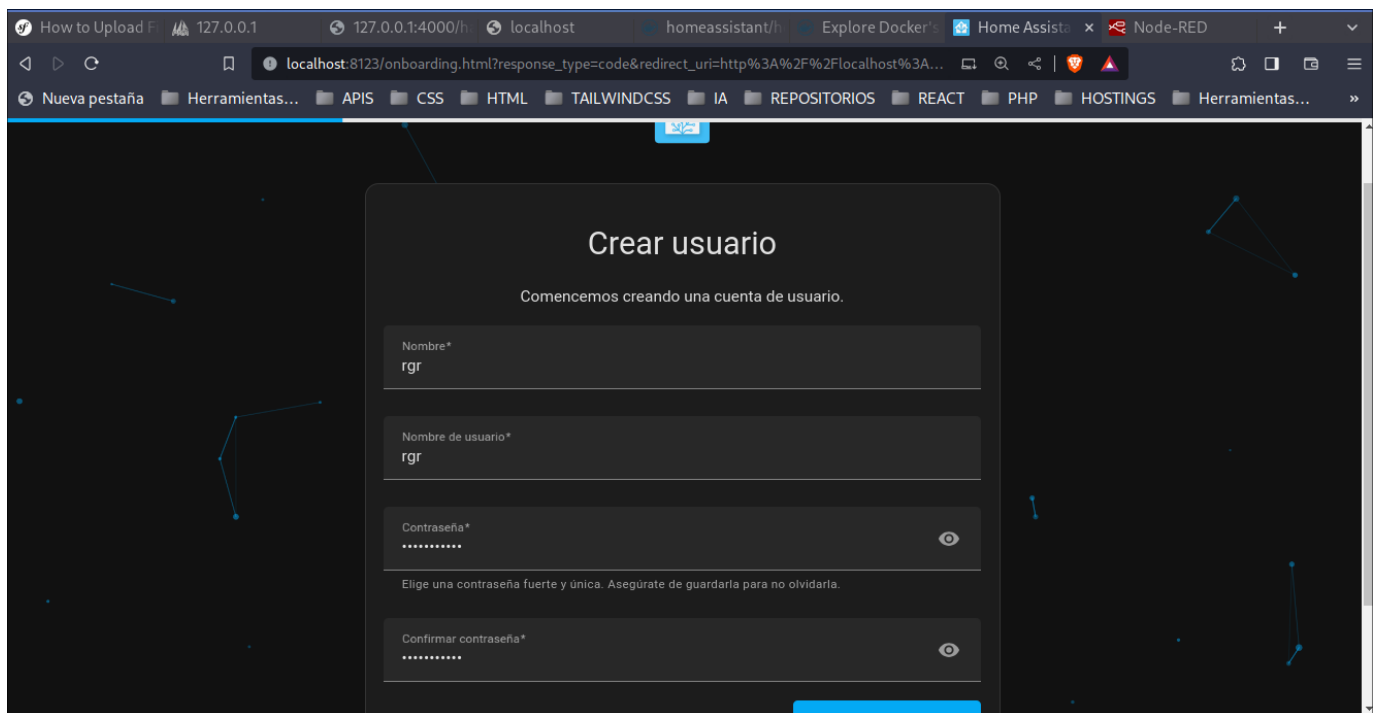 How to Upload F 127.0.0.1 127.0.0.1:4000/h localhost homeassistant/h Explore Docker's Home Assista Node-RED
localhost:8123/onboarding.html?response_type=code&redirect_uri=http%3A%2F%2Flocalhost%3A...
Nueva pestaña Herramientas... APIS CSS HTML TAILWINDCSS IA REPOSITORIOS REACT PHP HOSTINGS Herramientas... »
Crear usuario
Comencemos creando una cuenta de usuario.
Nombre*
rgr
Nombre de usuario*
rgr
Contraseña*
•••••••••••
Elige una contraseña fuerte y única. Asegúrate de guardarla para no olvidarla.
Confirmar contraseña*
•••••••••••